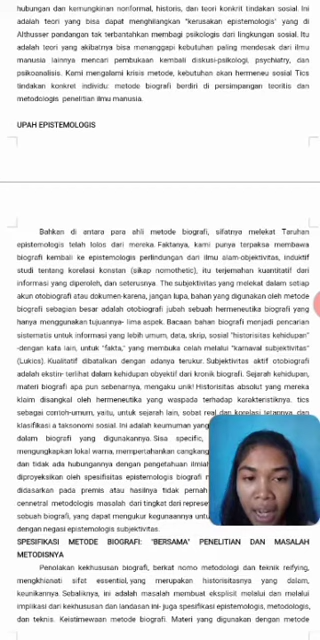 hubungan dan kemungkinan nonformal, historis, dan teori konkrit tindakan sosial. Ini
adalah teori yang bisa dapat menghilangkan "kerusakan epistemologis" yang di
Althusser pandangan tak terbantahkan membagi psikologis dari lingkungan sosial. Itu
adalah teori yang akibatnya bisa menanggapi kebutuhan paling mendesak dari ilmu
manusia lainnya mencari pembukaan kembali diskusi-psikologi, psychiatry, dan
psikoanalisis. Kami mengalami krisis metode, kebutuhan akan hermeneu sosial Tics
tindakan konkret individu: metode biografi berdiri di persimpangan teoritis dan
metodologis penelitian ilmu manusia.
UPAH EPISTEMOLOGIS
Bahkan di antara para ahli metode biografi, sifatnya melekat Taruhan
epistemologis telah lolos dari mereka. Faktanya, kami punya terpaksa membawa
biografi kembali ke epistemologis perlindungan dari ilmu alam-objektivitas, induktif
studi tentang korelasi konstan (sikap nomothetic), itu terjemahan kuantitatif dari
informasi yang diperoleh, dan seterusnya. The subjektivitas yang melekat dalam setiap
akun otobiografi atau dokumen-karena, jangan lupa, bahan yang digunakan oleh metode
biografi sebagian besar adalah otobiografi jubah sebuah hermeneutika biografi yang
hanya menggunakan tujuannya- lima aspek. Bacaan bahan biografi menjadi pencarian
sistematis untuk informasi yang lebih umum, data, skrip, sosial "historisitas kehidupan"
-dengan kata lain, untuk "fakta," yang membuka celah melalui "karnaval subjektivitas"
(Lukics). Kualitatif dibatalkan dengan adanya terukur. Subjektivitas aktif otobiografi
adalah ekstin- terlihat dalam kehidupan obyektif dari kronik biografi. Sejarah kehidupan,
materi biografi apa pun sebenarnya, mengaku unik! Historisitas absolut yang mereka
klaim disangkal oleh hermeneutika yang waspada terhadap karakteristiknya. tics
sebagai contoh-umum, yaitu, untuk sejarah lain, sobat real dan korelasi tetapnya, dan
klasifikasi a taksonomi sosial. Ini adalah keumuman yang
dalam biografi yang digunakannya. Sisa specific,
mengungkapkan lokal warna, mempertahankan cangkang
dan tidak ada hubungannya dengan pengetahuan ilmiah
diproyeksikan oleh spesifisitas epistemologis biografi
didasarkan pada premis atau hasilnya tidak pernah
cennetral metodologis masalah dari tingkat dari
sebuah biografi, yang dapat mengukur kegunaannya
dengan negasi epistemologis subjektivitas.
SPESIFIKASI METODE BIOGRAFI: "BERSAMA" PENELITIAN DAN MASALAH
METODISNYA
Penolakan kekhususan biografi, berkat nomo metodologi dan teknik reifying,
mengkhianati sifat essential, yang merupakan historisitasnya yang dalam,
keunikannya. Sebaliknya, ini adalah masalah membuat eksplisit melalui dan melalui
implikasi dari kekhususan dan landasan ini- juga spesifikasi epistemologis, metodologis,
dan teknis. Keistimewaan metode biografi. Materi yang digunakan dengan metode